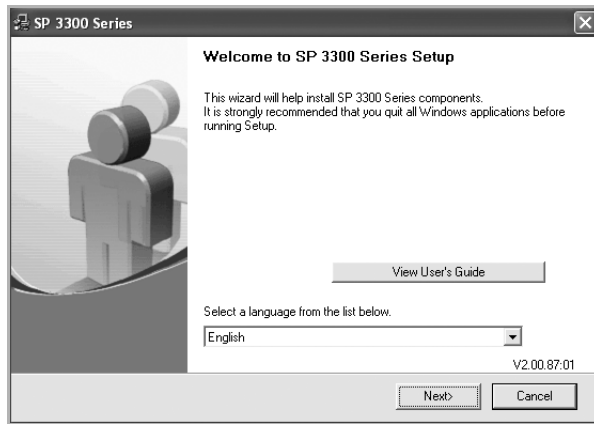 SP 3300 Series
Welcome to SP 3300 Series Setup
This wizard will help install SP 3300 Series components.
It is strongly recommended that you quit all Windows applications before
running Setup.
View User's Guide
Select a language from the list below.
English
V2.00.87:01
Next>
Cancel